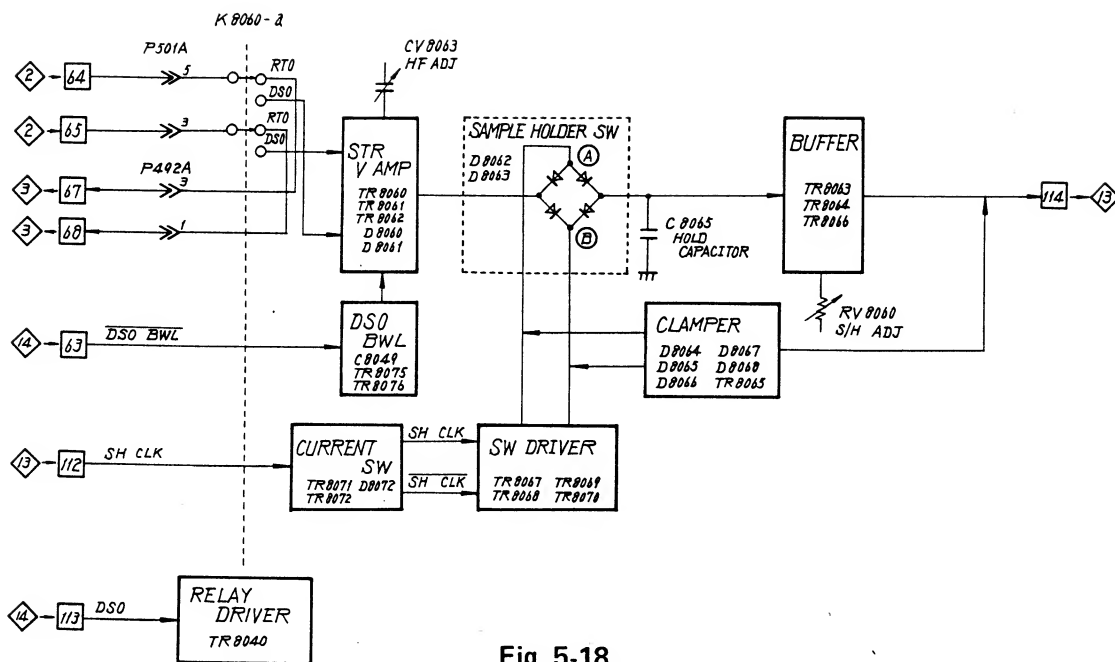 K8060-a
P501A
CV8063
HF ADJ
2 64 5 RTO
DSO
2 65 3 RTO
DSO
P492A
3 67 3
3 68 1
STR
V AMP
TR8060
TR8061
TR8062
D8060
D8061
SAMPLE HOLDER SW
D8062
D8063
A
B
C8065
HOLD
CAPACITOR
BUFFER
TR8063
TR8064
TR8066
114 13
RV8060
S/H ADJ
CLAMPER
D8064 D8067
D8065 D8068
D8066 TR8065
14 63 DSO BWL
DSO
BWL
C8049
TR8075
TR8076
13 112 SH CLK
CURRENT
SW
TR8071 D8072
TR8072
SH CLK
SH CLK
SW DRIVER
TR8067 TR8069
TR8068 TR8070
14 113 DSO
RELAY
DRIVER
TR8040
Fig. 5-18